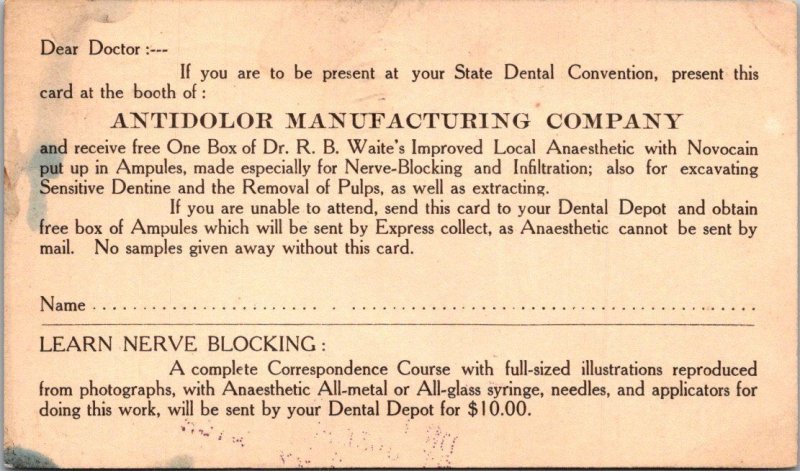 Dear Doctor :---
If you are to be present at your State Dental Convention, present this
card at the booth of :
ANTIDOLOR MANUFACTURING COMPANY
and receive free One Box of Dr. R. B. Waite's Improved Local Anaesthetic with Novocain
put up in Ampules, made especially for Nerve-Blocking and Infiltration; also for excavating
Sensitive Dentine and the Removal of Pulps, as well as extracting.
If you are unable to attend, send this card to your Dental Depot and obtain
free box of Ampules which will be sent by Express collect, as Anaesthetic cannot be sent by
mail. No samples given away without this card.
Name ...........................................................
LEARN NERVE BLOCKING :
A complete Correspondence Course with full-sized illustrations reproduced
from photographs, with Anaesthetic All-metal or All-glass syringe, needles, and applicators for
doing this work, will be sent by your Dental Depot for $10.00.